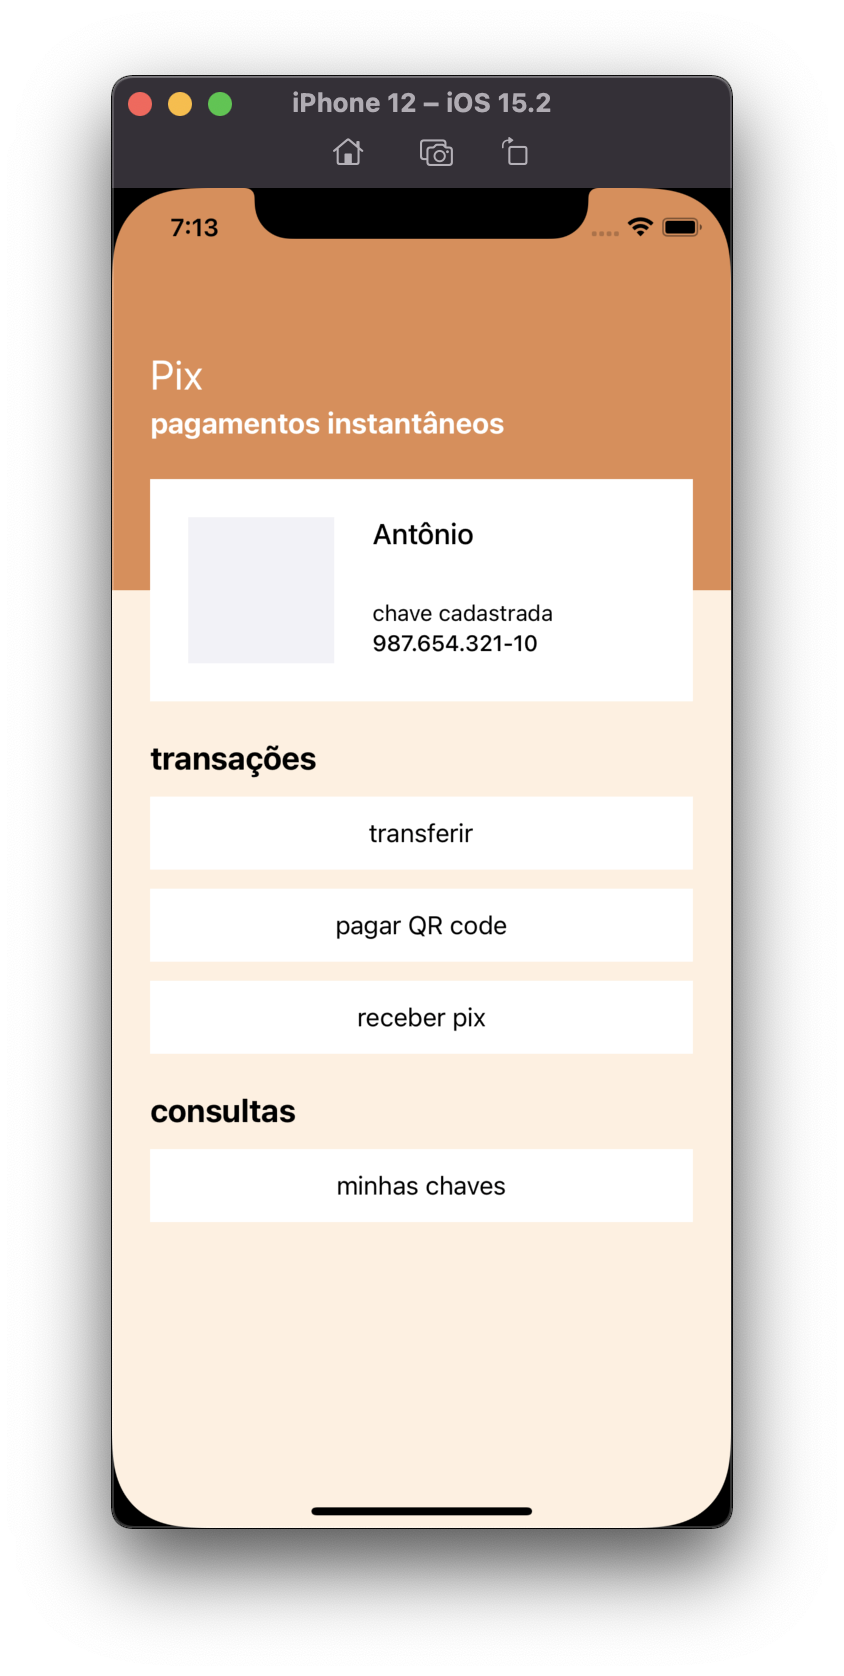 iPhone 12 – iOS 15.2
7:13
Pix
pagamentos instantâneos
Antônio
chave cadastrada
987.654.321-10
transações
transferir
pagar QR code
receber pix
consultas
minhas chaves